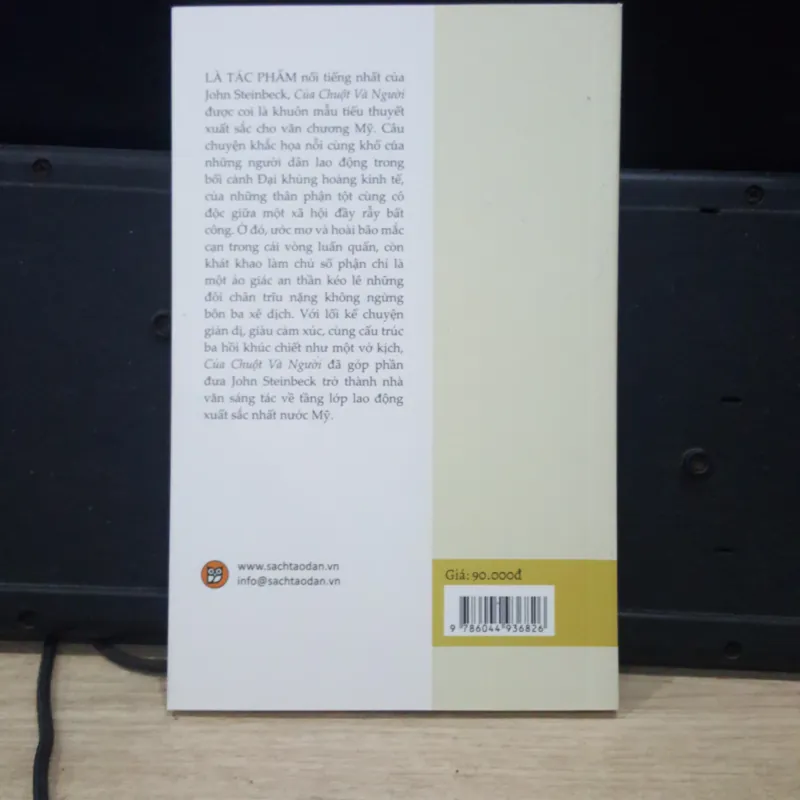 LÀ TÁC PHẨM nổi tiếng nhất của
John Steinbeck, Của Chuột Và Người
được coi là khuôn mẫu tiểu thuyết
xuất sắc cho văn chương Mỹ. Câu
chuyện khắc họa nỗi cùng khổ của
những người dân lao động trong
bối cảnh Đại khủng hoảng kinh tế,
của những thân phận tột cùng cô
độc giữa một xã hội đầy rẫy bất
công. Ở đó, ước mơ và hoài bão mắc
cạn trong cái vòng luẩn quẩn, còn
khát khao làm chủ số phận chỉ là
một ảo giác an thần kéo lê những
đôi chân trĩu nặng không ngừng
bôn ba xê dịch. Với lối kể chuyện
giản dị, giàu cảm xúc, cùng cấu trúc
ba hồi khúc chiết như một vở kịch,
Của Chuột Và Người đã góp phần
đưa John Steinbeck trở thành nhà
văn sáng tác về tầng lớp lao động
xuất sắc nhất nước Mỹ.
www.sachtaodan.vn
info@sachtaodan.vn
Giá: 90.000đ
9 786044 936826